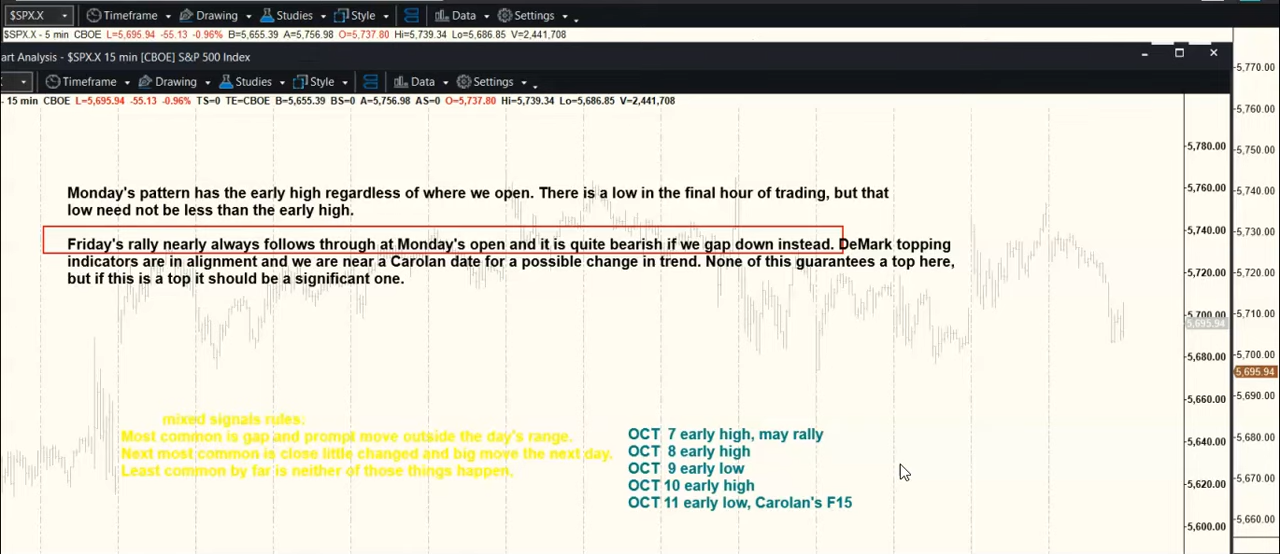 $SPX.X Timeframe Drawing Studies Style Data Settings
$SPX.X - 5 min CBOE L=5,695.94 -55.13 -0.96% B=5,655.39 A=5,756.98 O=5,737.80 Hi=5,739.34 Lo=5,686.85 V=2,441,708
art Analysis - $SPX.X 15 min [CBOE] S&P 500 Index
Timeframe Drawing Studies Style Data Settings
- 15 min CBOE L=5,695.94 -55.13 -0.96% TS=0 TE=CBOE B=5,655.39 BS=0 A=5,756.98 AS=0 O=5,737.80 Hi=5,739.34 Lo=5,686.85 V=2,441,708
Monday's pattern has the early high regardless of where we open. There is a low in the final hour of trading, but that
low need not be less than the early high.
Friday's rally nearly always follows through at Monday's open and it is quite bearish if we gap down instead. DeMark topping
indicators are in alignment and we are near a Carolan date for a possible change in trend. None of this guarantees a top here,
but if this is a top it should be a significant one.
mixed signals rules:
Most common is gap and prompt move outside the day's range.
Next most common is close little changed and big move the next day.
Least common by far is neither of those things happen.
OCT 7 early high, may rally
OCT 8 early high
OCT 9 early low
OCT 10 early high
OCT 11 early low, Carolan's F15
5,780.00
5,760.00
5,740.00
5,720.00
5,700.00
5,695.94
5,680.00
5,660.00
5,640.00
5,620.00
5,600.00
5,770.00
5,760.00
5,750.00
5,740.00
5,730.00
5,720.00
5,710.00
5,700.00
5,695.94
5,690.00
5,680.00
5,670.00
5,660.00